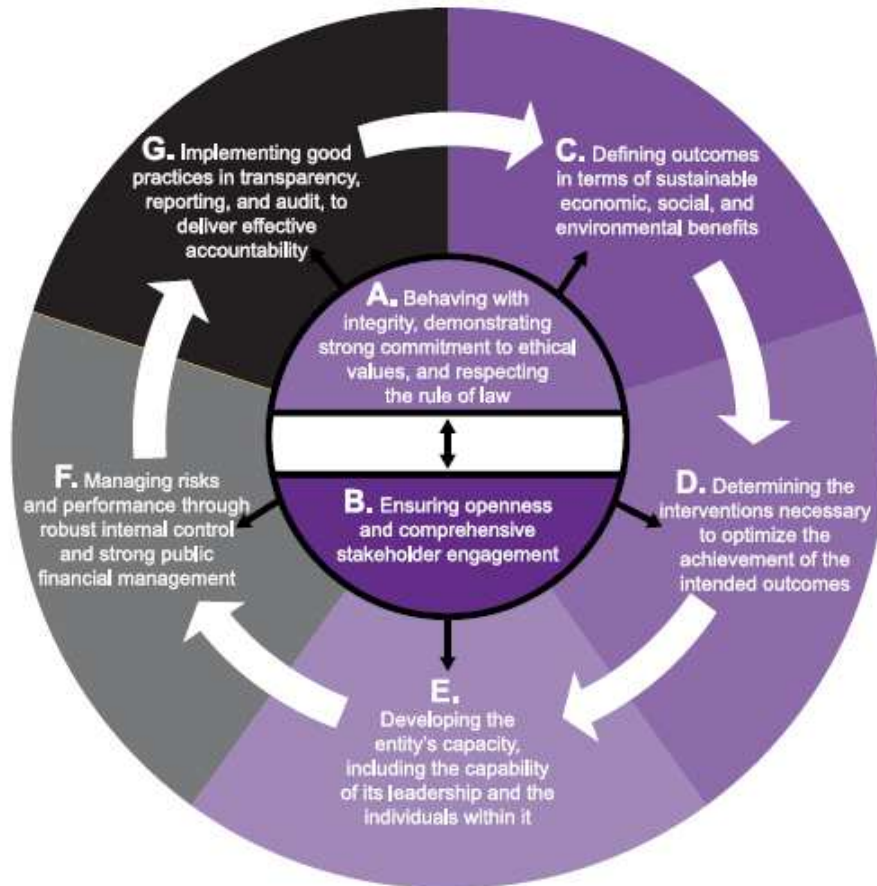 A. Behaving with
integrity, demonstrating
strong commitment to ethical
values, and respecting
the rule of law
B. Ensuring openness
and comprehensive
stakeholder engagement
C. Defining outcomes
in terms of sustainable
economic, social, and
environmental benefits
D. Determining the
interventions necessary
to optimize the
achievement of the
intended outcomes
E.
Developing the
entity's capacity,
including the capability
of its leadership and the
individuals within it
F. Managing risks
and performance through
robust internal control
and strong public
financial management
G. Implementing good
practices in transparency,
reporting, and audit, to
deliver effective
accountability